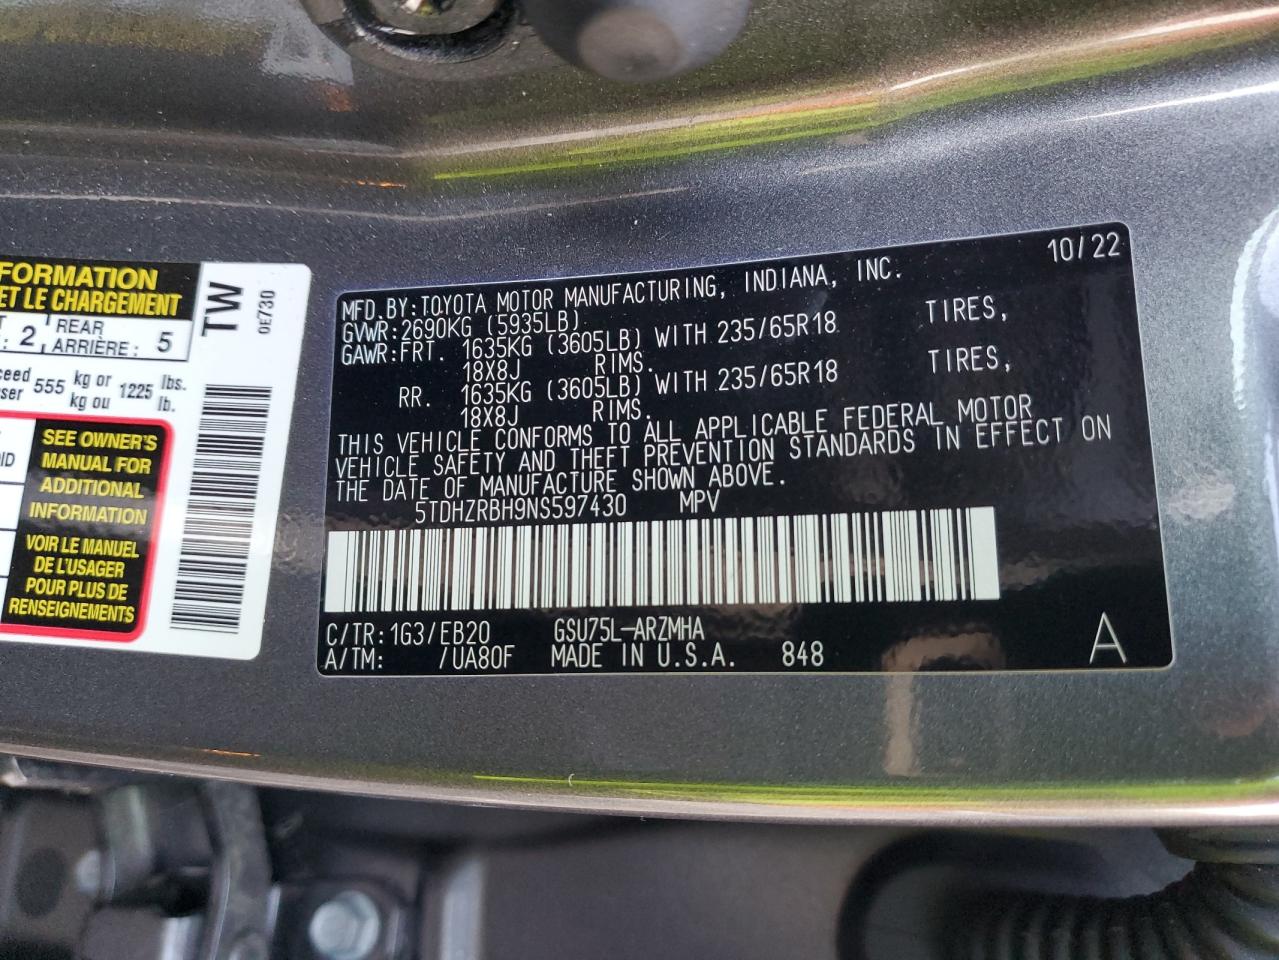 FORMATION
ET LE CHARGEMENT
2 REAR 5
ARRIÈRE :
555 kg or 1225 lbs.
kg ou lb.
SEE OWNER'S
MANUAL FOR
ADDITIONAL
INFORMATION
VOIR LE MANUEL
DE L'USAGER
POUR PLUS DE
RENSEIGNEMENTS
TW
0E730
10/22
MFD.BY:TOYOTA MOTOR MANUFACTURING, INDIANA, INC.
GVWR:2690KG (5935LB)
GAWR:FRT. 1635KG (3605LB) WITH 235/65R18 TIRES,
18X8J RIMS.
RR. 1635KG (3605LB) WITH 235/65R18 TIRES,
18X8J RIMS.
THIS VEHICLE CONFORMS TO ALL APPLICABLE FEDERAL MOTOR
VEHICLE SAFETY AND THEFT PREVENTION STANDARDS IN EFFECT ON
THE DATE OF MANUFACTURE SHOWN ABOVE.
5TDHZRBH9NS597430 MPV
C/TR:1G3/EB20 GSU75L-ARZMHA
A/TM: /UA80F MADE IN U.S.A. 848
A